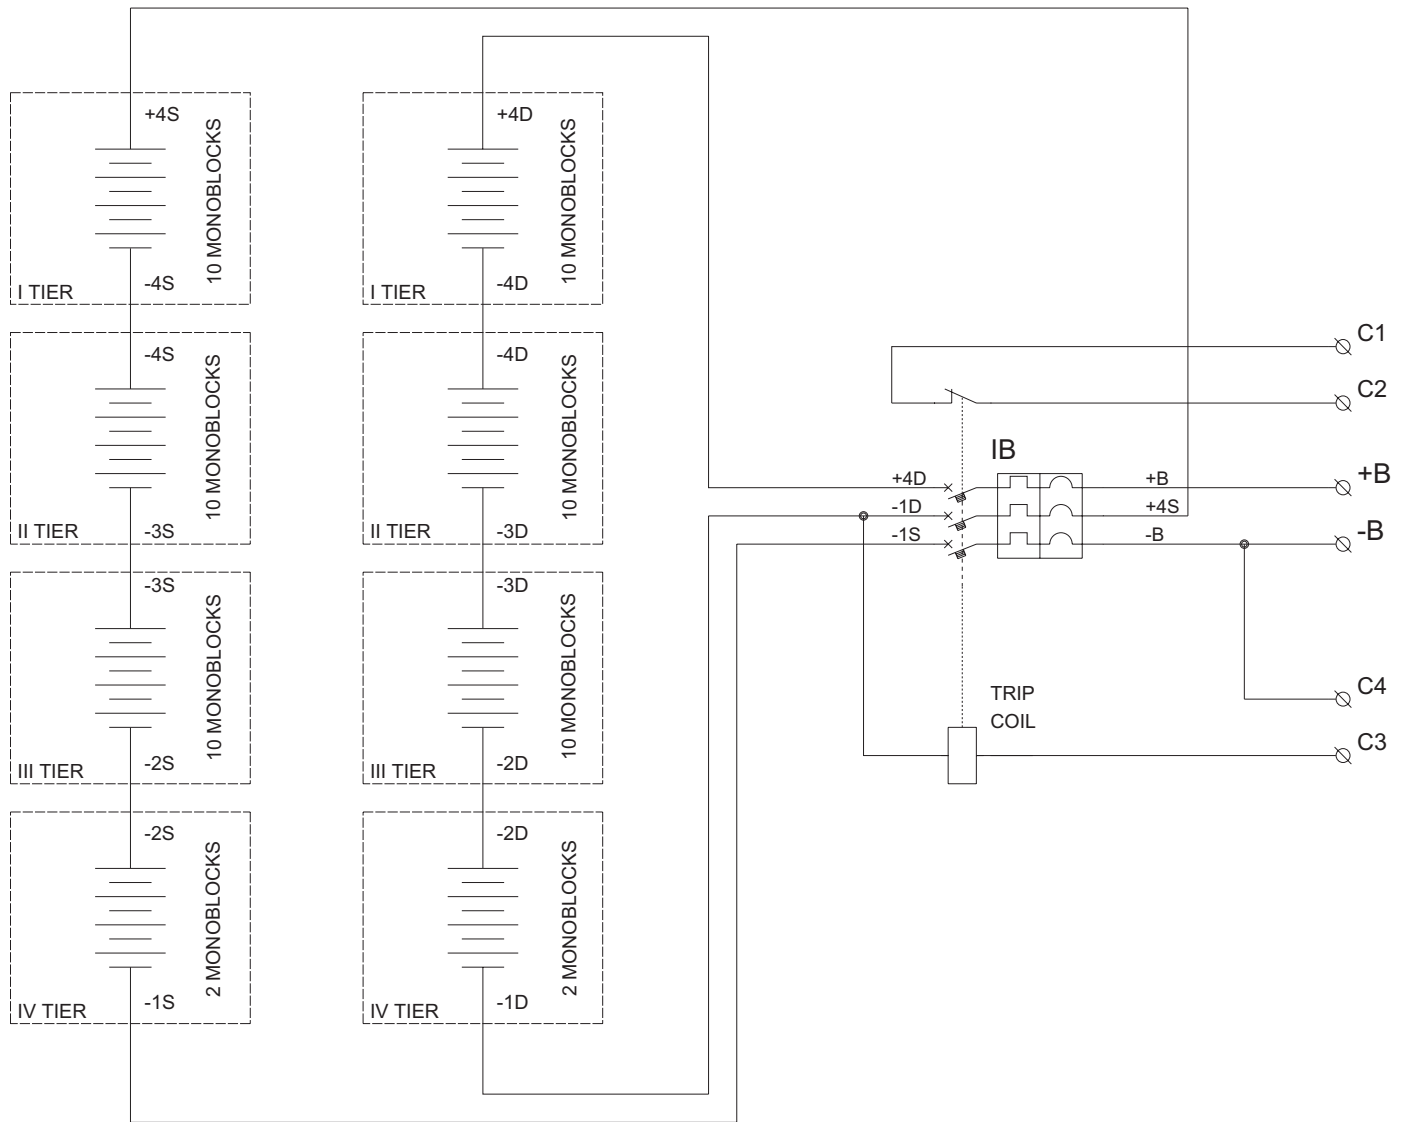 +4S
10 MONOBLOCKS
-4S
I TIER
-4S
10 MONOBLOCKS
-3S
II TIER
-3S
10 MONOBLOCKS
-2S
III TIER
-2S
2 MONOBLOCKS
-1S
IV TIER
+4D
10 MONOBLOCKS
-4D
I TIER
-4D
10 MONOBLOCKS
-3D
II TIER
-3D
10 MONOBLOCKS
-2D
III TIER
-2D
2 MONOBLOCKS
-1D
IV TIER
C1
C2
IB
+4D
+B
+B
-1D
+4S
-1S
-B
-B
TRIP
COIL
C4
C3